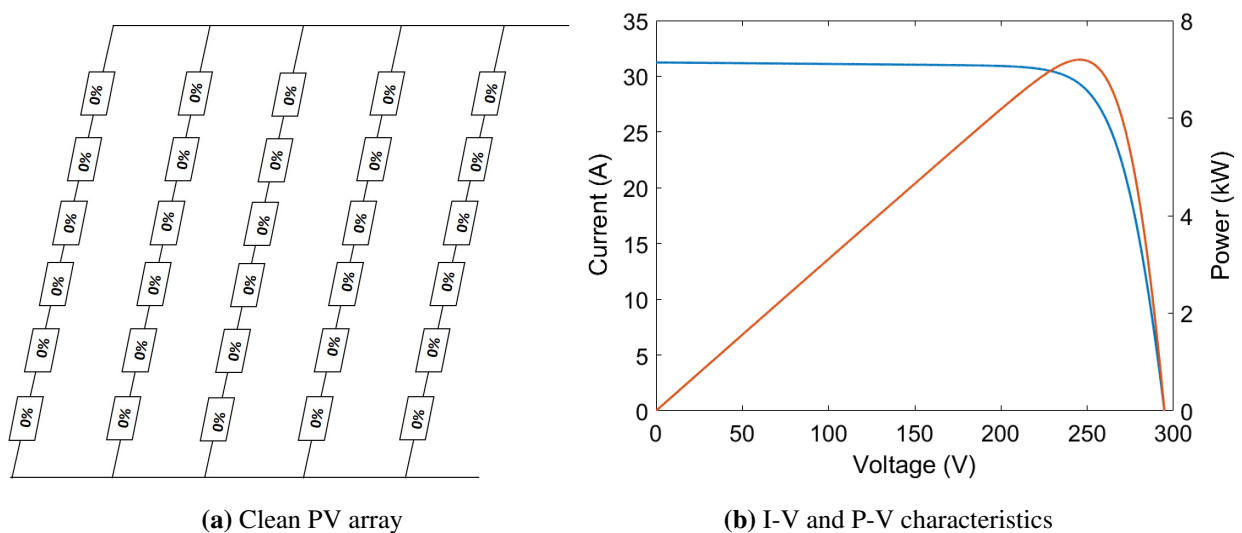 0% 0% 0% 0% 0%
0% 0% 0% 0% 0%
0% 0% 0% 0% 0%
0% 0% 0% 0% 0%
0% 0% 0% 0% 0%
0% 0% 0% 0% 0%
(a) Clean PV array
35
30
25
20
15
10
5
0
Current (A)
0 50 100 150 200 250 300
Voltage (V)
8
6
4
2
0
Power (kW)
(b) I-V and P-V characteristics